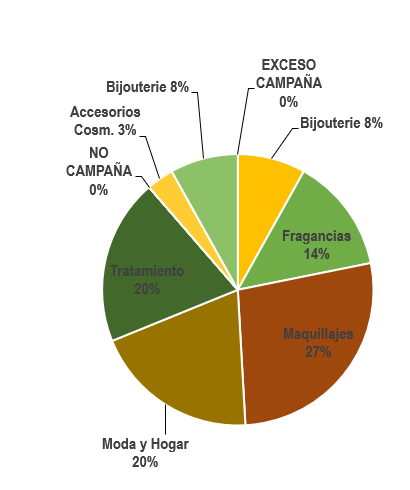 EXCESO
CAMPAÑA
0%
Bijouterie 8%
Bijouterie 8%
Accesorios
Cosm. 3%
NO
CAMPAÑA
0%
Fragancias
14%
Tratamiento
20%
Maquillajes
27%
Moda y Hogar
20%